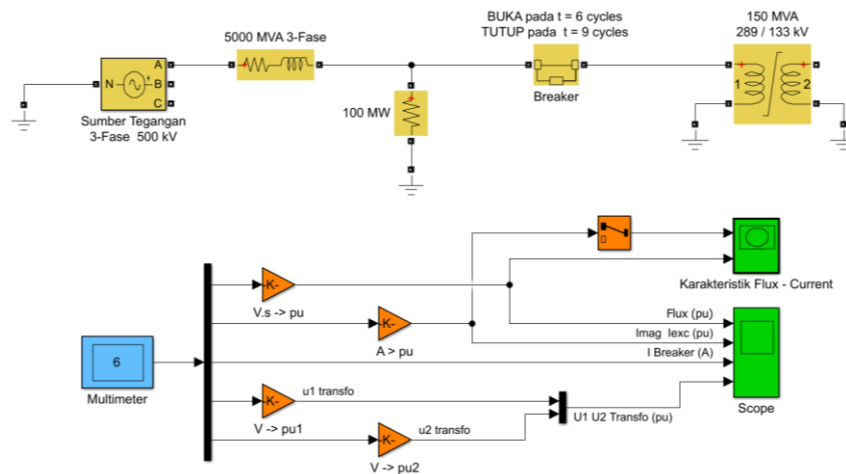 BUKA pada t = 6 cycles
TUTUP pada t = 9 cycles
150 MVA
289 / 133 kV
5000 MVA 3-Fase
A
N
B
C
1
2
Breaker
Sumber Tegangan
3-Fase 500 kV
100 MW
-K-
V.s -> pu
Karakteristik Flux - Current
-K-
A > pu
Flux (pu)
Imag Iexc (pu)
I Breaker (A)
6
Multimeter
-K-
u1 transfo
V -> pu1
-K-
u2 transfo
V -> pu2
U1 U2 Transfo (pu)
Scope